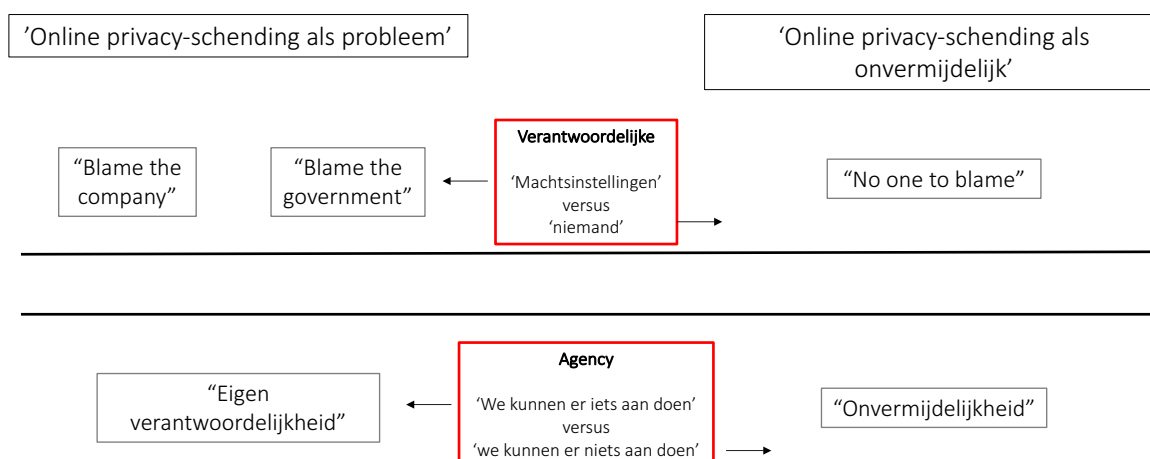 ’Online privacy-schending als probleem’
‘Online privacy-schending als
onvermijdelijk’
“Blame the
company”
“Blame the
government”
Verantwoordelijke
‘Machtsinstellingen’
versus
‘niemand’
“No one to blame”
“Eigen
verantwoordelijkheid”
Agency
‘We kunnen er iets aan doen’
versus
‘we kunnen er niets aan doen’
“Onvermijdelijkheid”